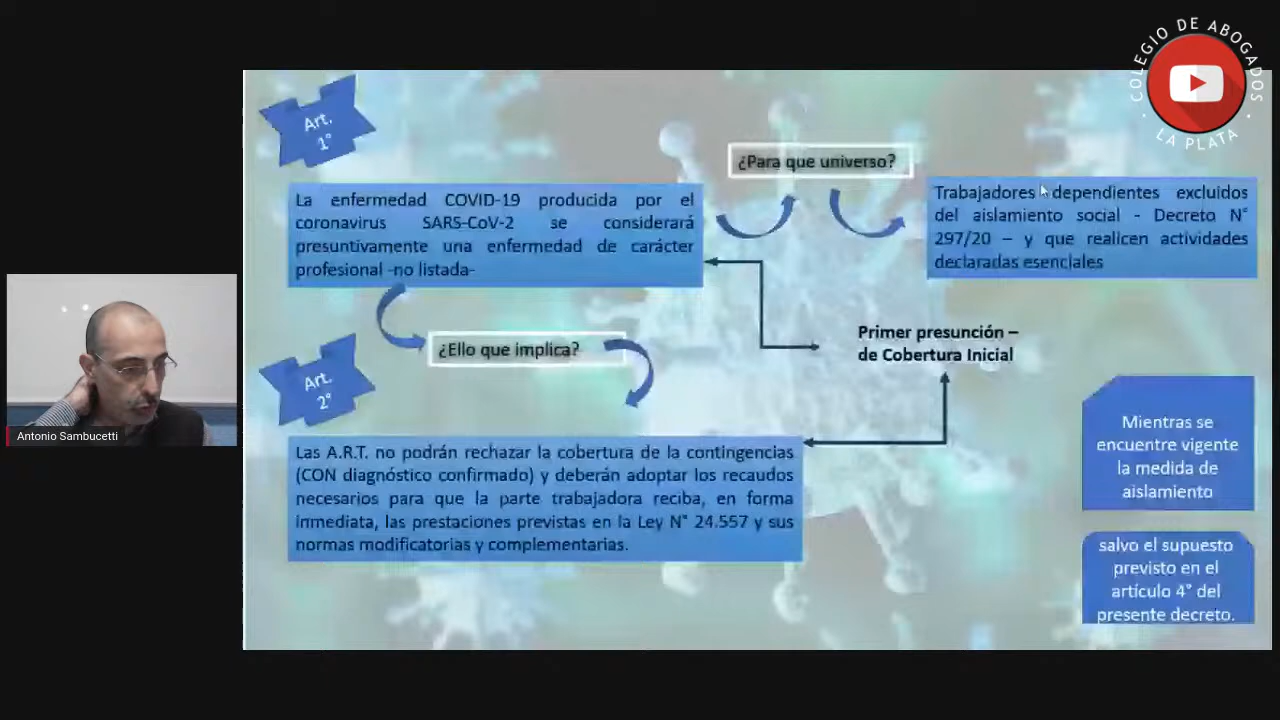 COLEGIO DE ABOGADOS
· LA PLATA ·
Art.
1°
¿Para que universo?
La enfermedad COVID-19 producida por el
coronavirus SARS-CoV-2 se considerará
presuntivamente una enfermedad de carácter
profesional -no listada-
Trabajadores dependientes excluidos
del aislamiento social - Decreto N°
297/20 – y que realicen actividades
declaradas esenciales
¿Ello que implica?
Primer presunción –
de Cobertura Inicial
Art.
2°
Las A.R.T. no podrán rechazar la cobertura de la contingencias
(CON diagnóstico confirmado) y deberán adoptar los recaudos
necesarios para que la parte trabajadora reciba, en forma
inmediata, las prestaciones previstas en la Ley N° 24.557 y sus
normas modificatorias y complementarias.
Mientras se
encuentre vigente
la medida de
aislamiento
salvo el supuesto
previsto en el
artículo 4° del
presente decreto.
Antonio Sambucetti